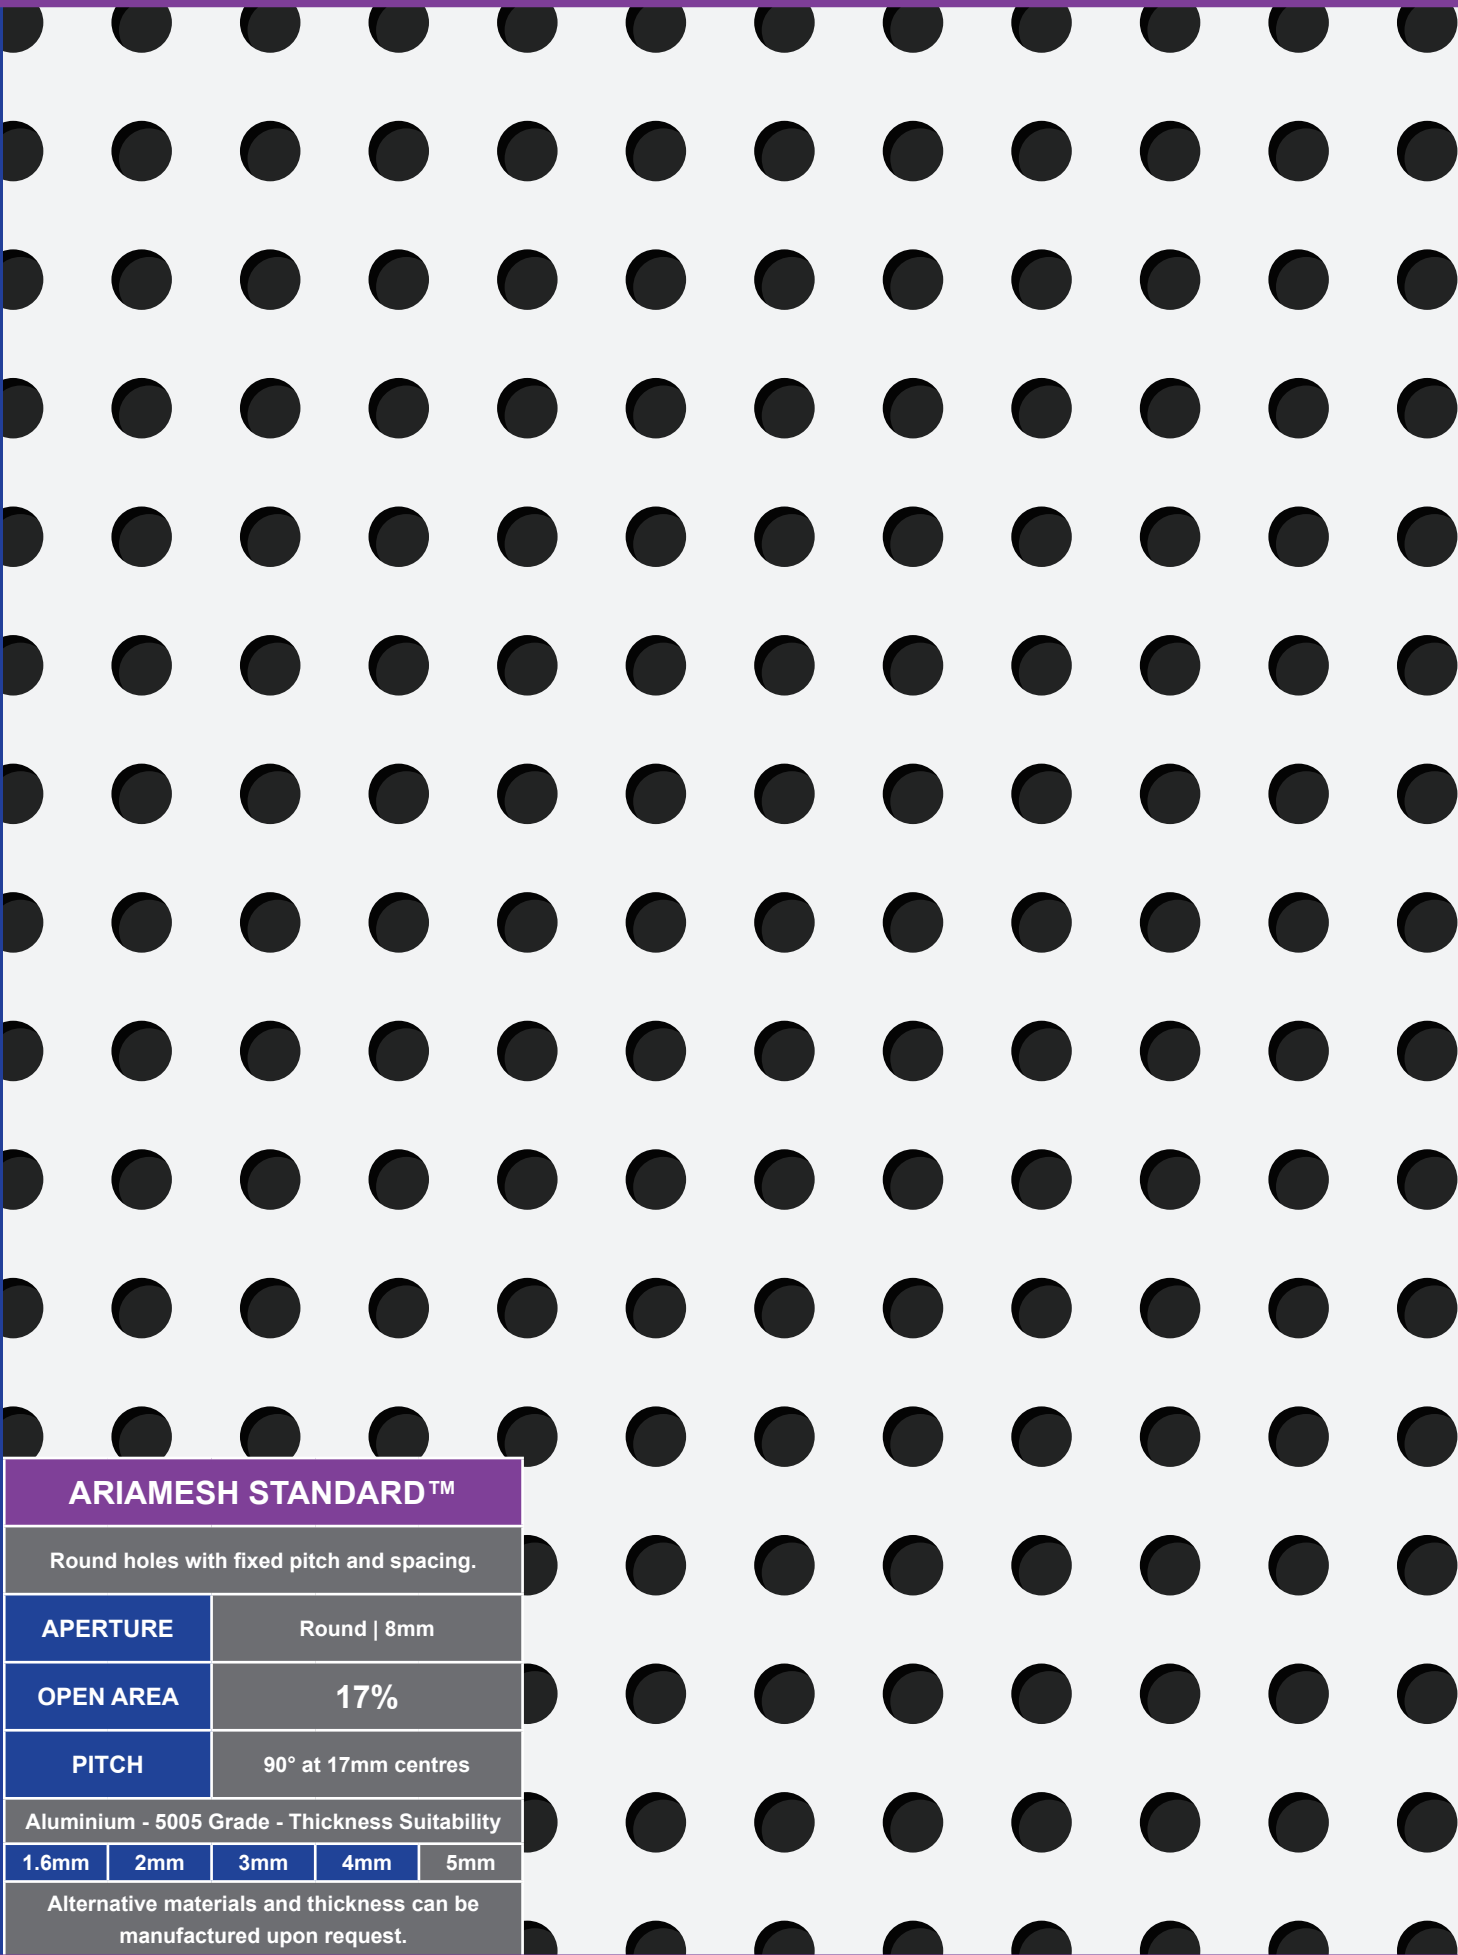 ARIAMESH STANDARD™
Round holes with fixed pitch and spacing.
APERTURE
Round | 8mm
OPEN AREA
17%
PITCH
90° at 17mm centres
Aluminium - 5005 Grade - Thickness Suitability
1.6mm 2mm 3mm 4mm 5mm
Alternative materials and thickness can be
manufactured upon request.